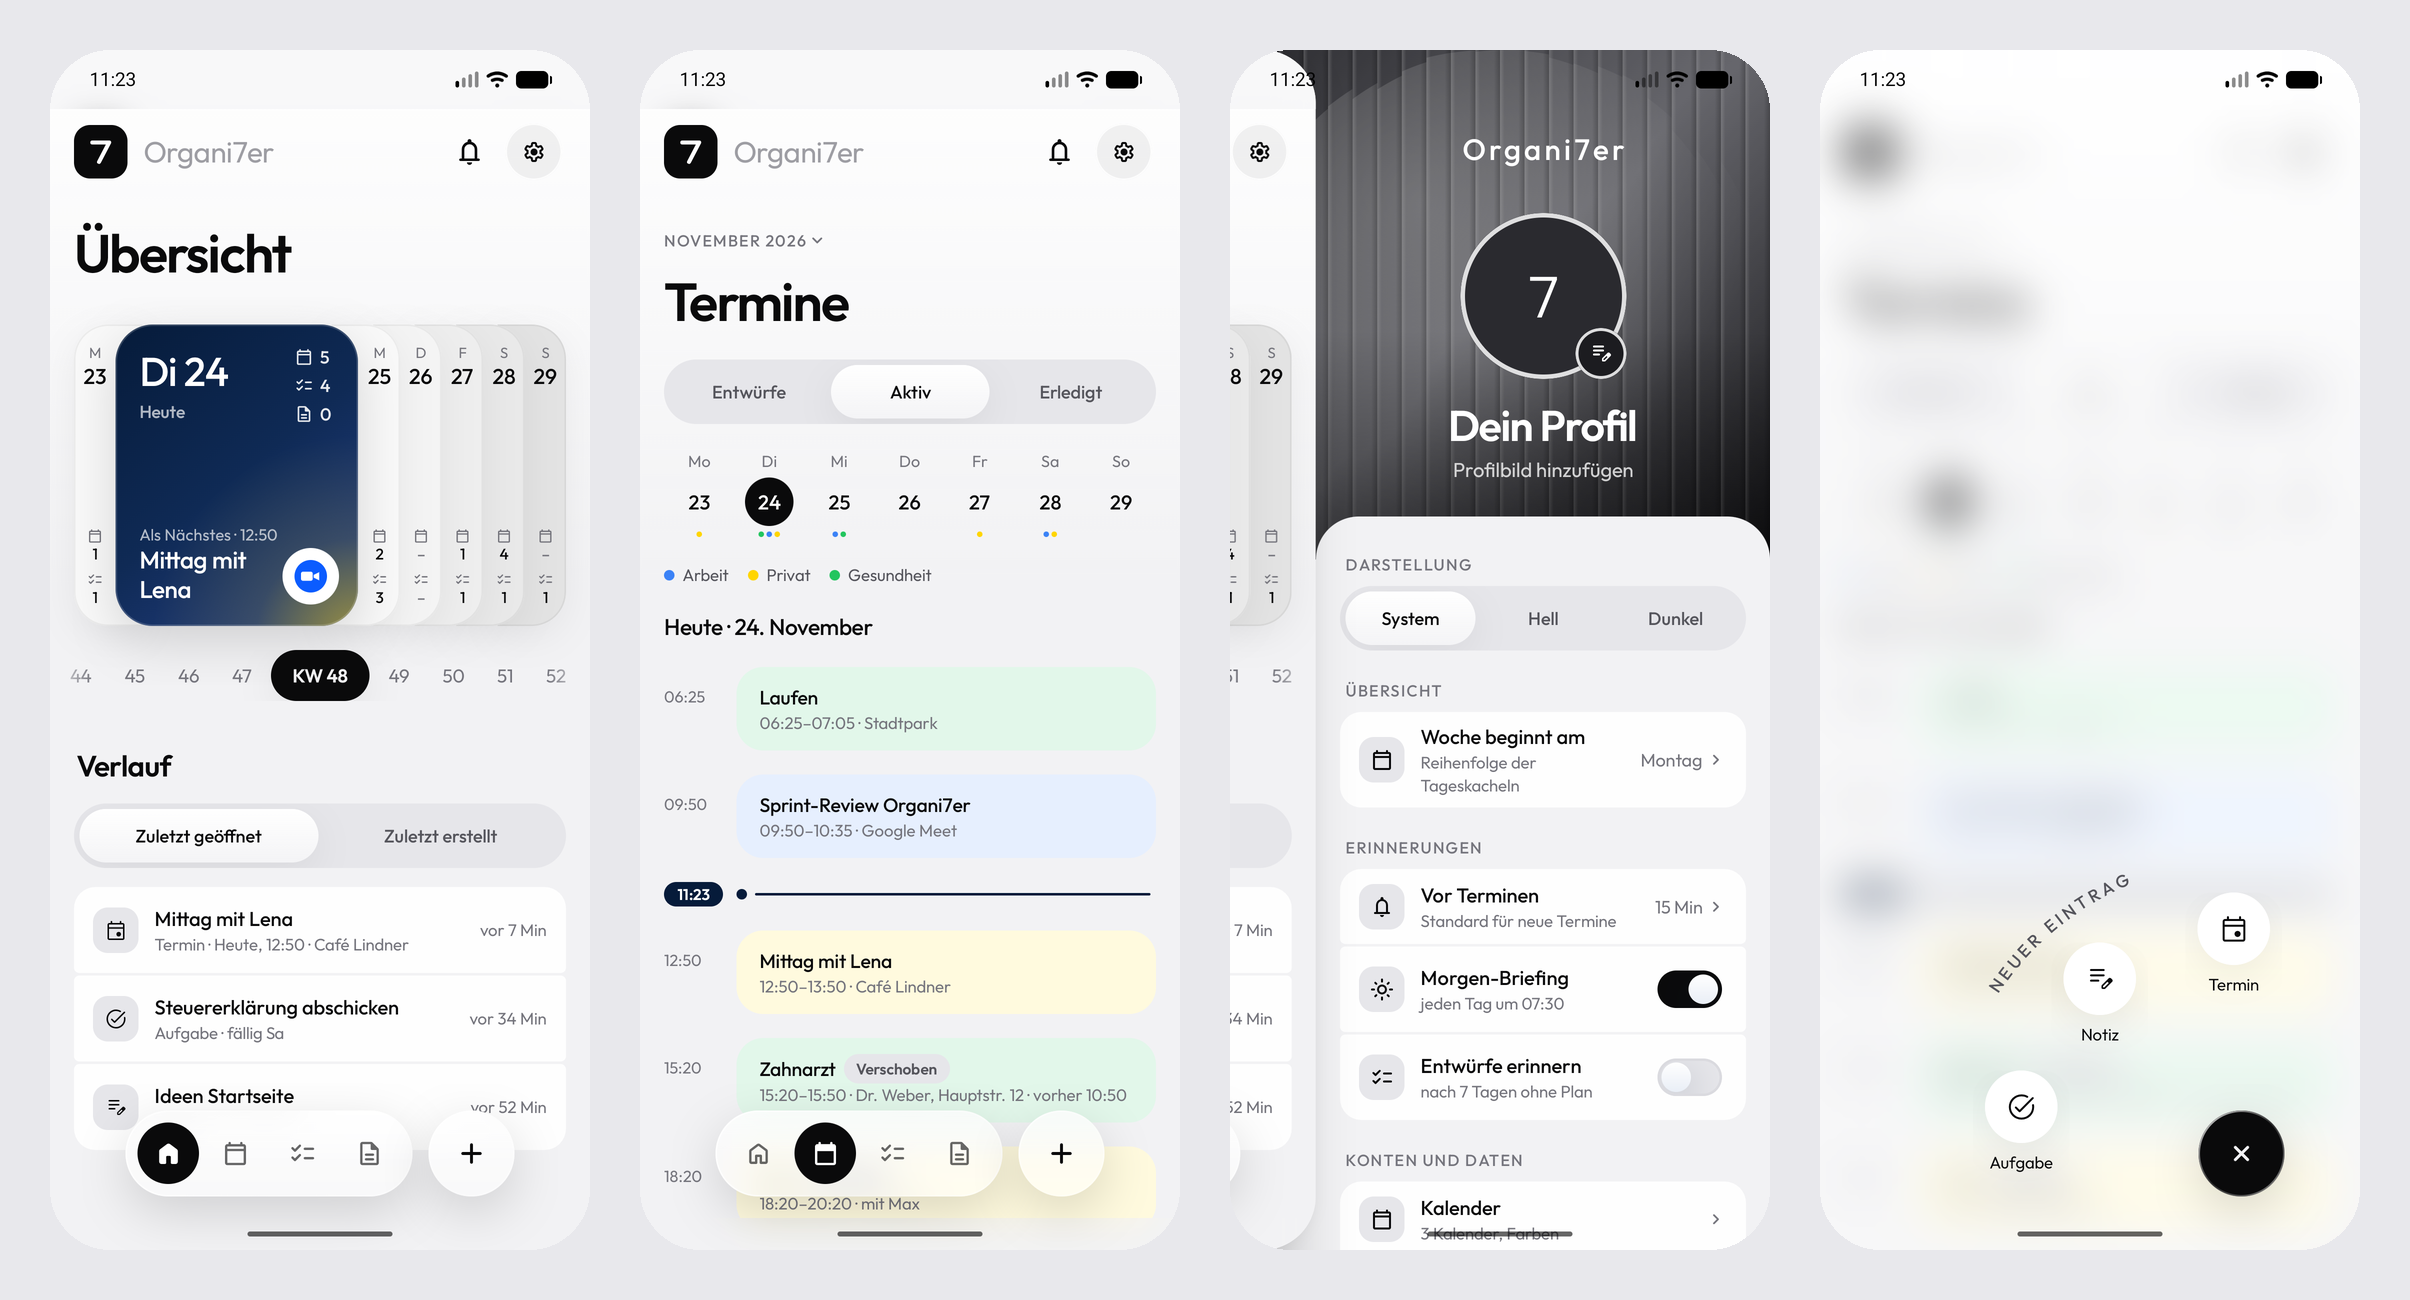 11:23
7 Organi7er
Übersicht
M
23
1
1
Di 24
Heute
5
4
0
Als Nächstes · 12:50
Mittag mit
Lena
M
25
2
3
D
26
–
–
F
27
1
1
S
28
4
1
S
29
–
1
44 45 46 47 KW 48 49 50 51 52
Verlauf
Zuletzt geöffnet Zuletzt erstellt
Mittag mit Lena
Termin · Heute, 12:50 · Café Lindner
vor 7 Min
Steuererklärung abschicken
Aufgabe · fällig Sa
vor 34 Min
Ideen Startseite
vor 52 Min
11:23
7 Organi7er
NOVEMBER 2026
Termine
Entwürfe Aktiv Erledigt
Mo Di Mi Do Fr Sa So
23 24 25 26 27 28 29
Arbeit Privat Gesundheit
Heute · 24. November
06:25
Laufen
06:25–07:05 · Stadtpark
09:50
Sprint-Review Organi7er
09:50–10:35 · Google Meet
11:23
12:50
Mittag mit Lena
12:50–13:50 · Café Lindner
15:20
Zahnarzt Verschoben
15:20–15:50 · Dr. Weber, Hauptstr. 12 · vorher 10:50
18:20
18:20–20:20 · mit Max
11:23
S
29
–
1
52
7 Min
52 Min
Organi7er
7
Dein Profil
Profilbild hinzufügen
DARSTELLUNG
System Hell Dunkel
ÜBERSICHT
Woche beginnt am
Reihenfolge der
Tageskacheln
Montag
ERINNERUNGEN
Vor Terminen
Standard für neue Termine
15 Min
Morgen-Briefing
jeden Tag um 07:30
Entwürfe erinnern
nach 7 Tagen ohne Plan
KONTEN UND DATEN
Kalender
3 Kalender, Farben
11:23
NEUER EINTRAG
Termin
Notiz
Aufgabe